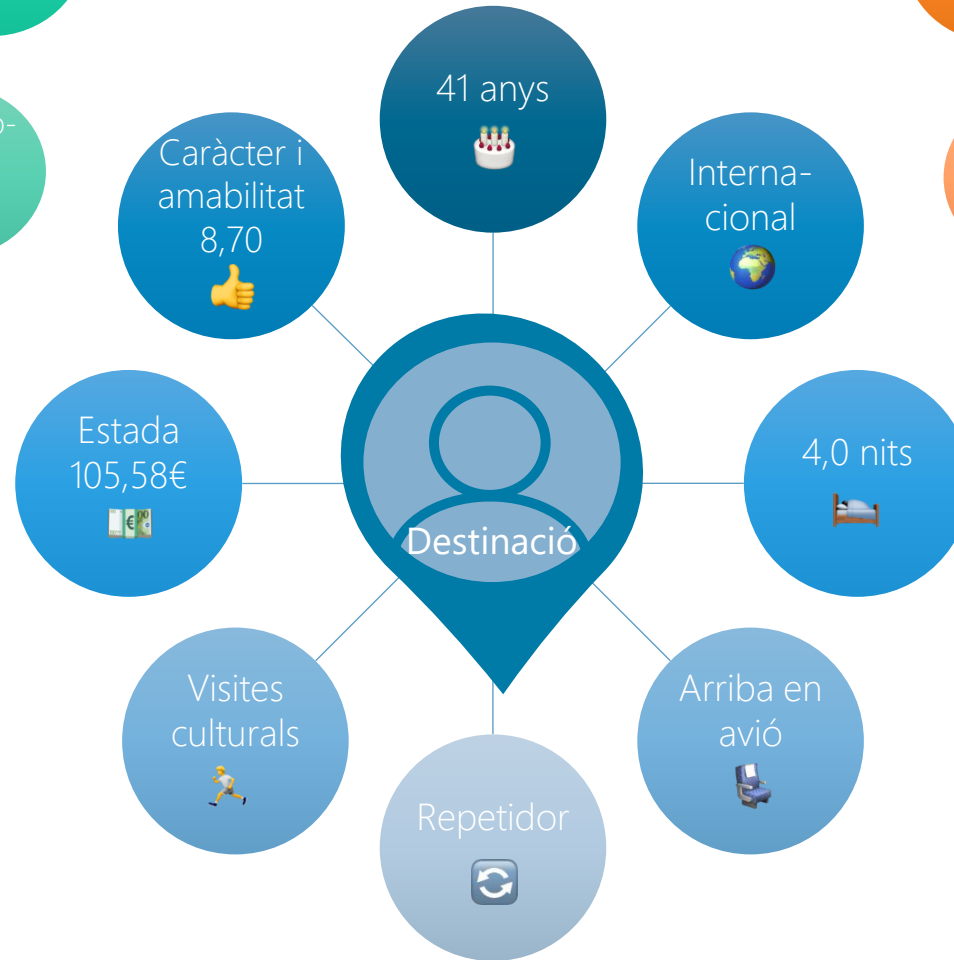 41 anys
Caràcter i
amabilitat
8,70
Interna-
cional
Estada
105,58€
4,0 nits
Destinació
Visites
culturals
Arriba en
avió
Repetidor